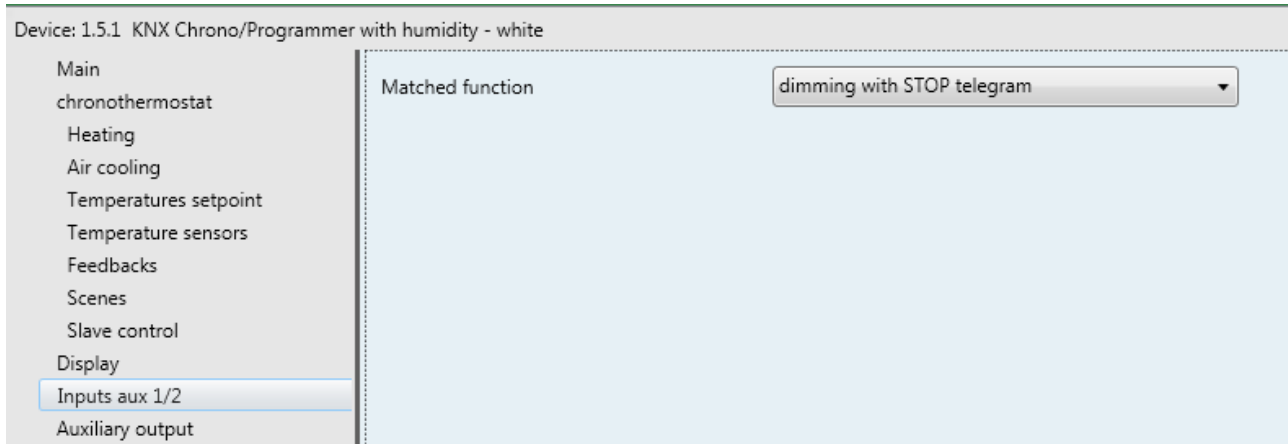 Device: 1.5.1 KNX Chrono/Programmer with humidity - white
Main
chronothermostat
Heating
Air cooling
Temperatures setpoint
Temperature sensors
Feedbacks
Scenes
Slave control
Display
Inputs aux 1/2
Auxiliary output
Matched function
dimming with STOP telegram